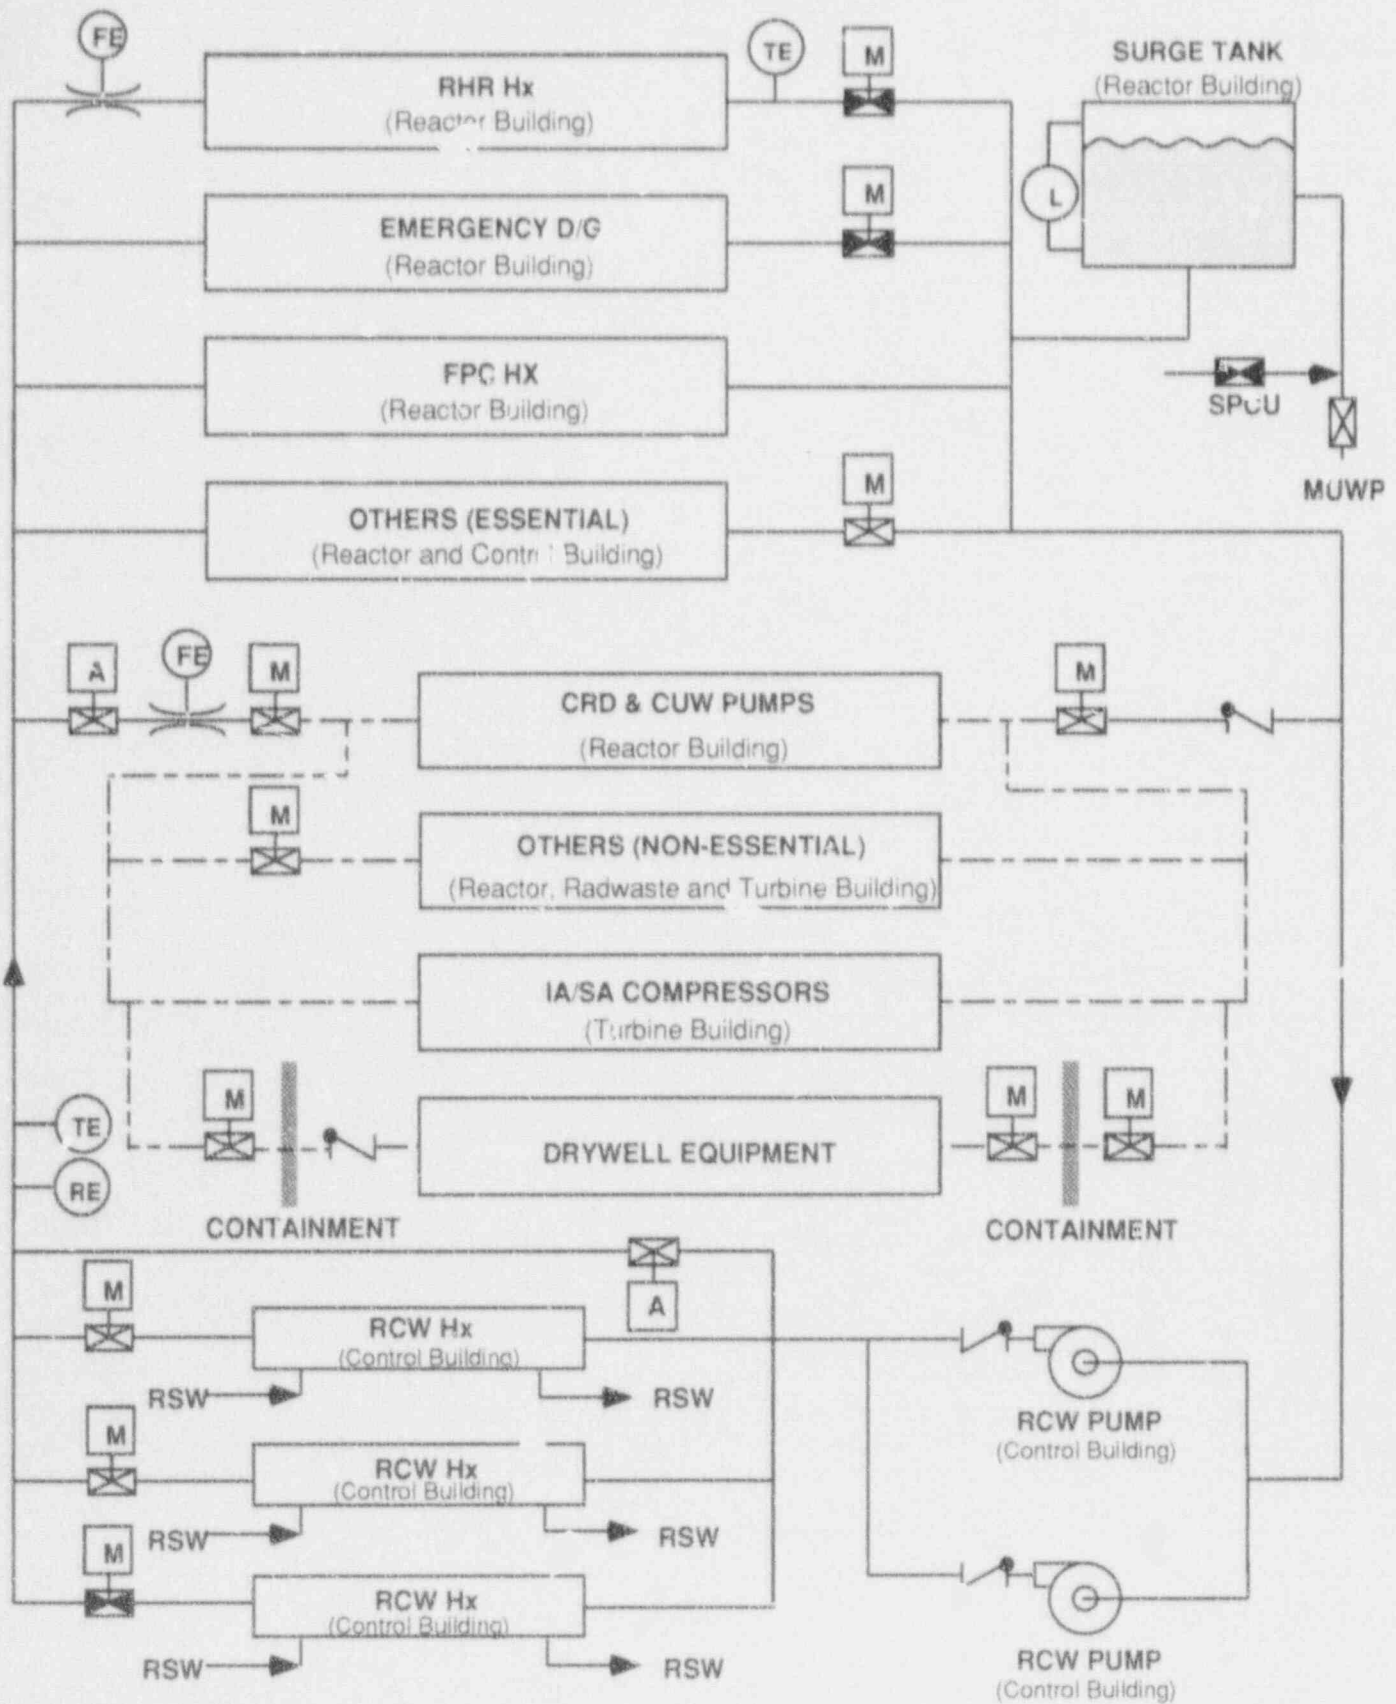 FE
RHR Hx
(Reactor Building)
TE
M
SURGE TANK
(Reactor Building)
L
EMERGENCY D/G
(Reactor Building)
M
FPC HX
(Reactor Building)
SPCU
MUWP
OTHERS (ESSENTIAL)
(Reactor and Control Building)
M
A
FE
M
CRD & CUW PUMPS
(Reactor Building)
M
M
OTHERS (NON-ESSENTIAL)
(Reactor, Radwaste and Turbine Building)
IA/SA COMPRESSORS
(Turbine Building)
TE
RE
M
DRYWELL EQUIPMENT
M
M
CONTAINMENT
CONTAINMENT
A
M
RCW Hx
(Control Building)
RSW
RSW
RCW PUMP
(Control Building)
M
RCW Hx
(Control Building)
RSW
RSW
M
RCW Hx
(Control Building)
RSW
RSW
RCW PUMP
(Control Building)